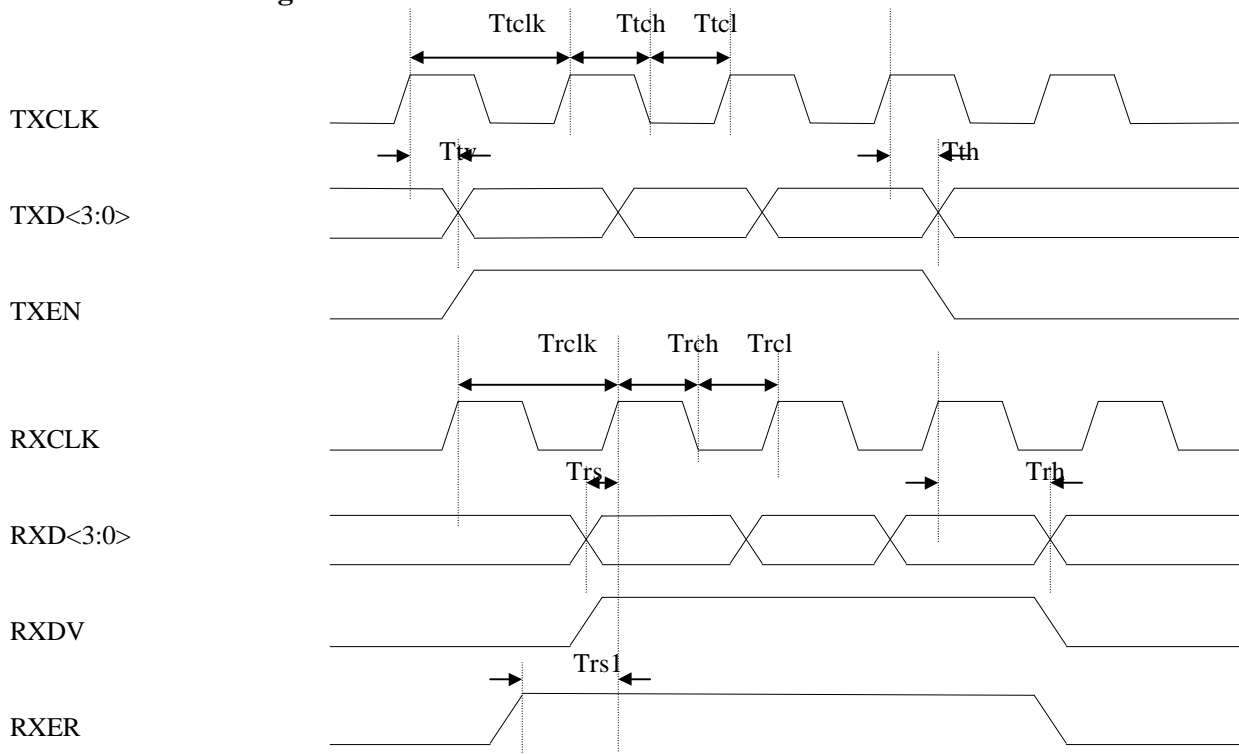 Ttclk Ttch Ttcl
TXCLK
Ttv Tth
TXD<3:0>
TXEN
Trclk Trch Trcl
RXCLK
Trs Trh
RXD<3:0>
RXDV
Trs1
RXER